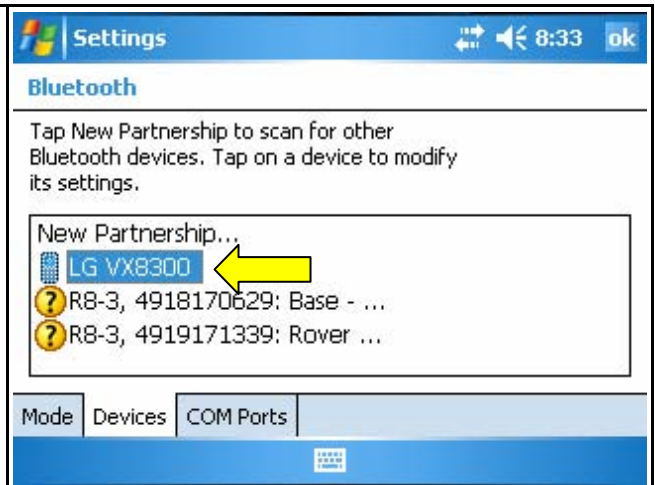 Settings 8:33 ok
Bluetooth
Tap New Partnership to scan for other
Bluetooth devices. Tap on a device to modify
its settings.
New Partnership...
LG VX8300
R8-3, 4918170629: Base - ...
R8-3, 4919171339: Rover ...
Mode Devices COM Ports